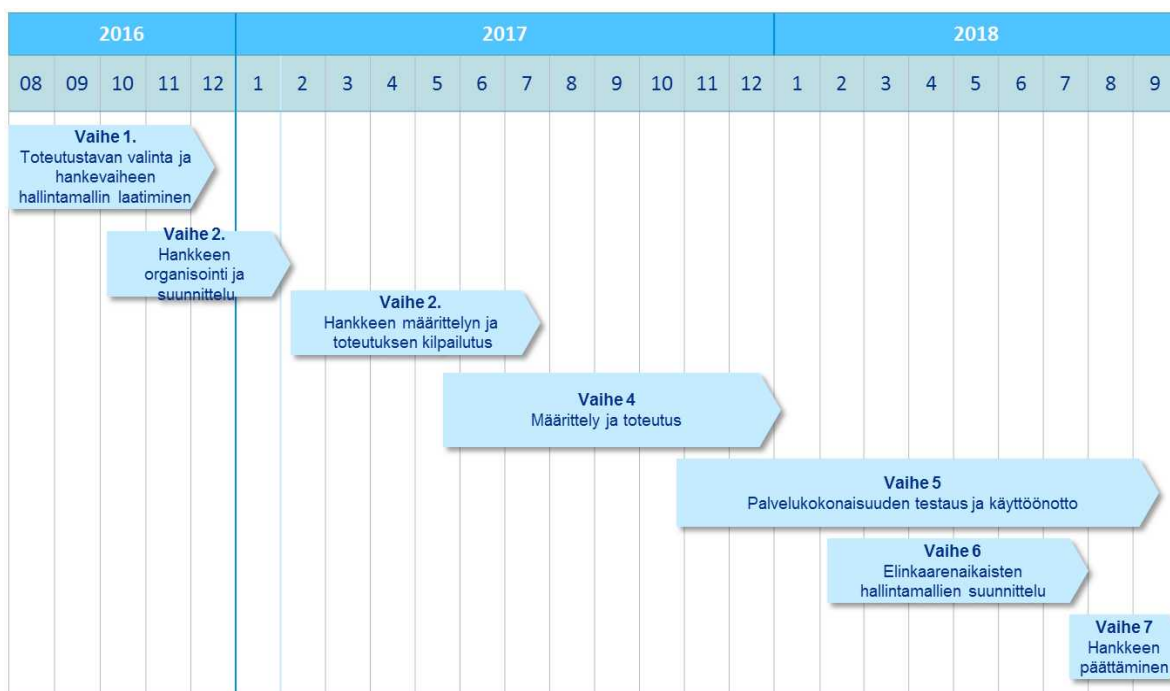 2016 2017 2018
08 09 10 11 12 1 2 3 4 5 6 7 8 9 10 11 12 1 2 3 4 5 6 7 8 9
Vaihe 1.
Toteutustavan valinta ja
hankevaiheen
hallintamallin laatiminen
Vaihe 2.
Hankkeen
organisointi ja
suunnittelu
Vaihe 2.
Hankkeen määrittelyn ja
toteutuksen kilpailutus
Vaihe 4
Määrittely ja toteutus
Vaihe 5
Palvelukokonaisuuden testaus ja käyttöönotto
Vaihe 6
Elinkaarenaikaisten
hallintamallien suunnittelu
Vaihe 7
Hankkeen
päättäminen